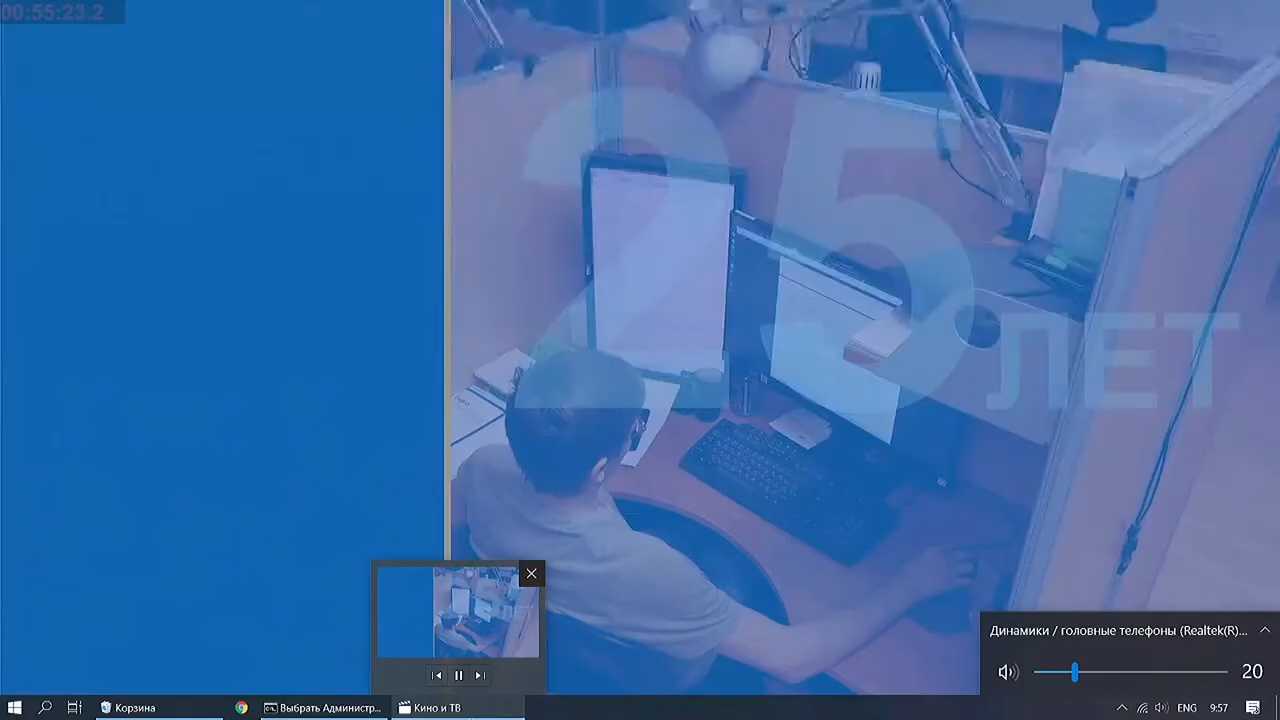 00:55:23.2
25 ЛЕТ
Динамики / головные телефоны (Realtek(R)...
20
Корзина
Выбрать Администр...
Кино и ТВ
ENG
9:57